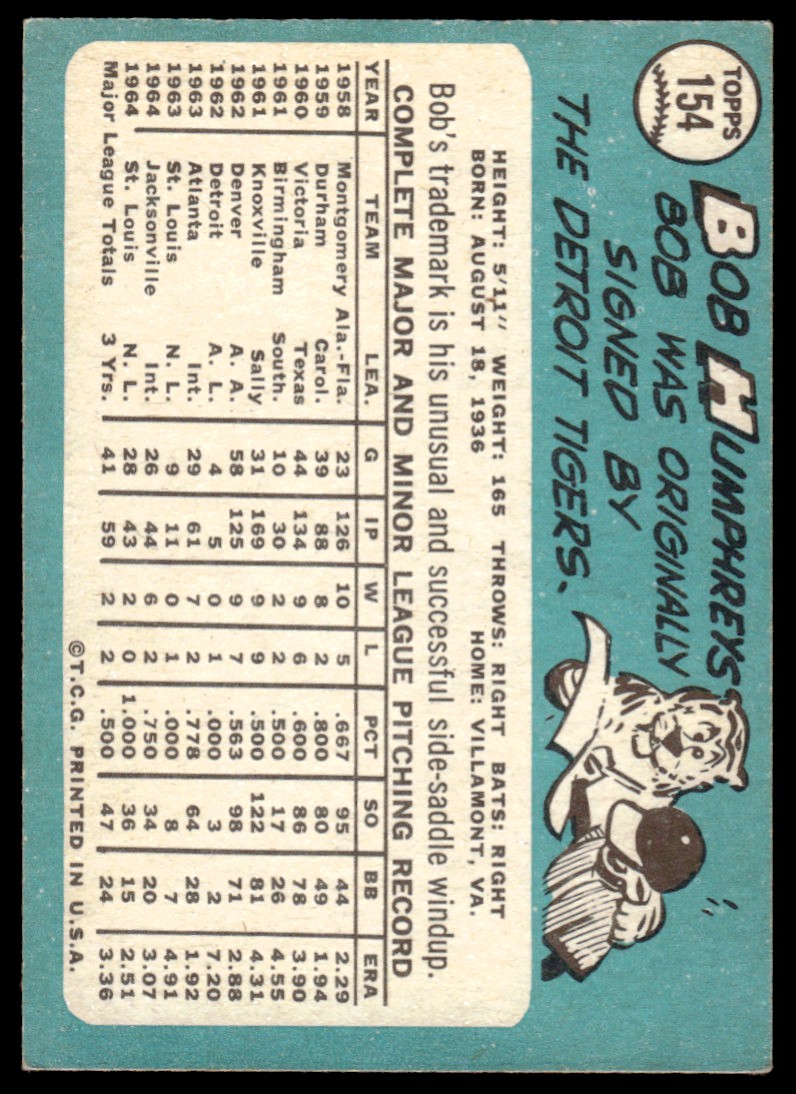 TOPPS
154
BOB HUMPHREYS
BOB WAS ORIGINALLY
SIGNED BY
THE DETROIT TIGERS.
HEIGHT: 5'11" WEIGHT: 165 THROWS: RIGHT BATS: RIGHT
BORN: AUGUST 18, 1936 HOME: VILLAMONT, VA.
Bob's trademark is his unusual and successful side-saddle windup.
COMPLETE MAJOR AND MINOR LEAGUE PITCHING RECORD
YEAR TEAM LEA. G IP W L PCT SO BB ERA
1958 Montgomery Ala.-Fla. 23 126 10 5 .667 95 44 2.29
1959 Durham Carol. 39 88 8 2 .800 80 49 1.94
1960 Victoria Texas 44 134 9 6 .600 86 78 3.90
1961 Birmingham South. 10 30 2 2 .500 17 26 4.55
1961 Knoxville Sally 31 169 9 9 .500 122 81 4.31
1962 Denver A. A. 58 125 9 7 .563 98 71 2.88
1962 Detroit A. L. 4 5 0 1 .000 3 2 7.20
1963 Atlanta Int. 29 61 7 2 .778 64 28 1.92
1963 St. Louis N. L. 9 11 0 1 .000 8 7 4.91
1964 Jacksonville Int. 26 44 6 2 .750 34 20 3.07
1964 St. Louis N. L. 28 43 2 0 1.000 36 15 2.51
Major League Totals 3 Yrs. 41 59 2 2 .500 47 24 3.36
©T.C.G. PRINTED IN U.S.A.